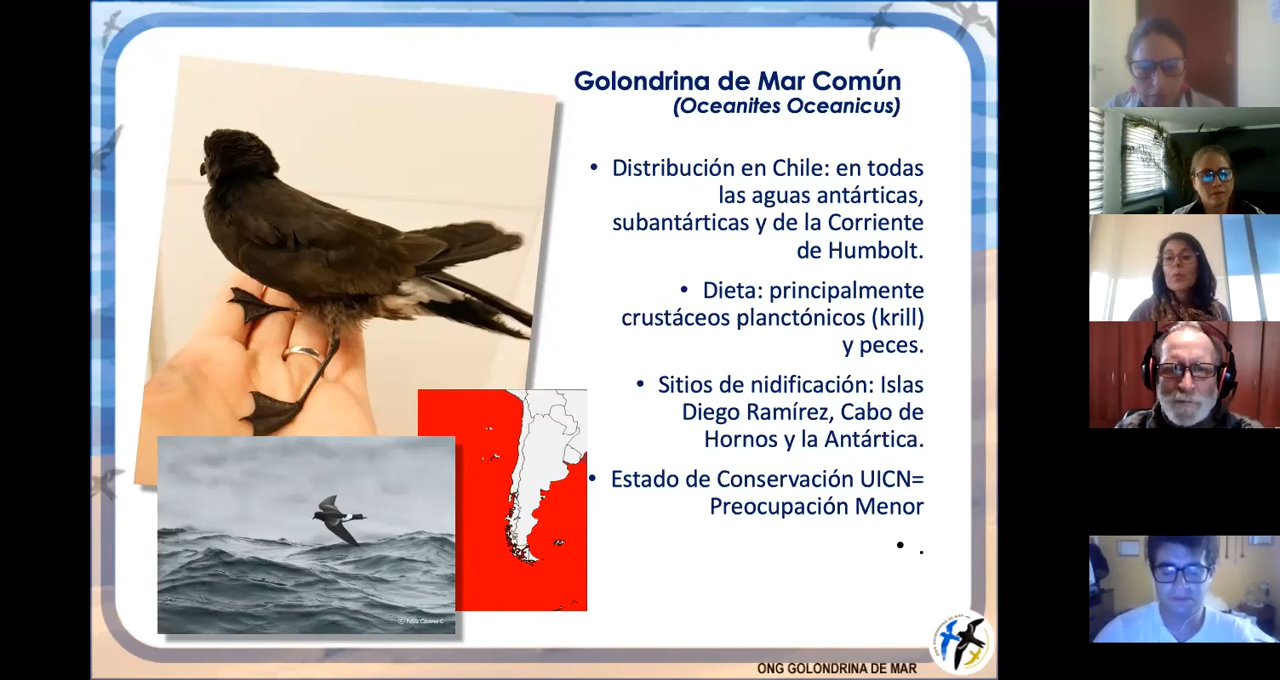 Golondrina de Mar Común
(Oceanites Oceanicus)
• Distribución en Chile: en todas
las aguas antárticas,
subantárticas y de la Corriente
de Humbolt.
• Dieta: principalmente
crustáceos planctónicos (krill)
y peces.
• Sitios de nidificación: Islas
Diego Ramírez, Cabo de
Hornos y la Antártica.
• Estado de Conservación UICN=
Preocupación Menor
• .
ONG GOLONDRINA DE MAR